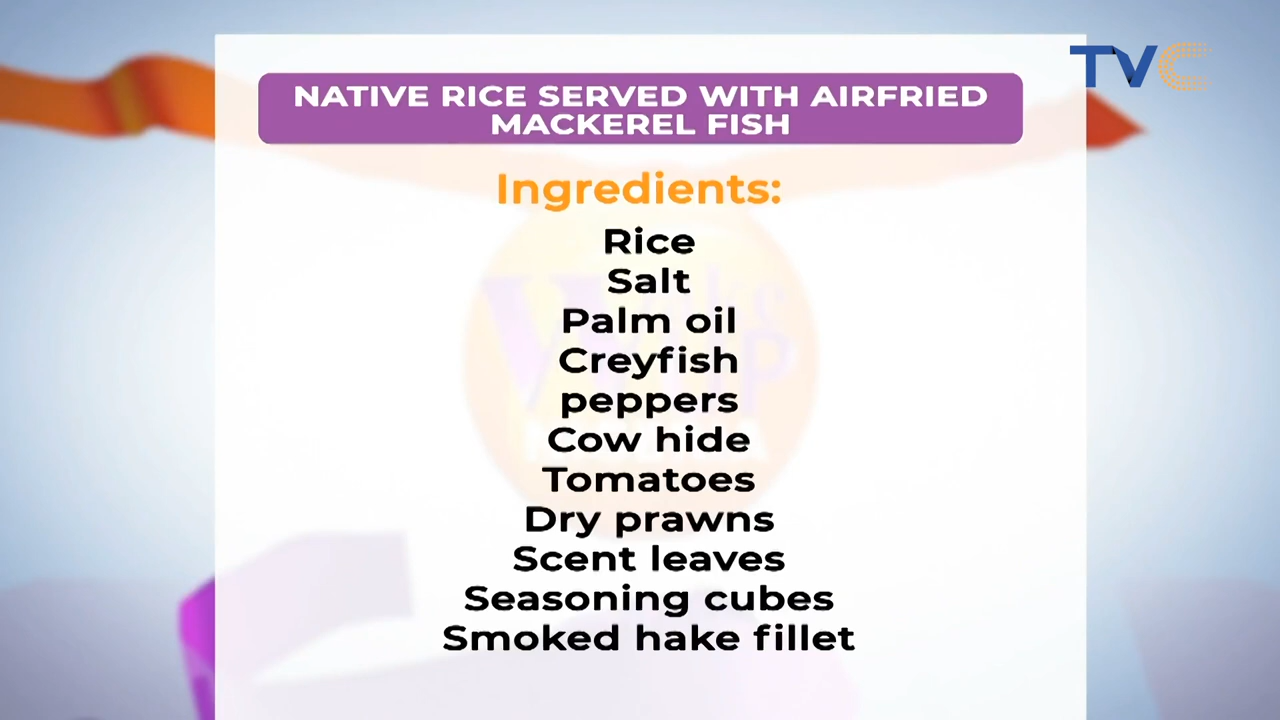 TVC
NATIVE RICE SERVED WITH AIRFRIED
MACKEREL FISH
Ingredients:
Rice
Salt
Palm oil
Creyfish
peppers
Cow hide
Tomatoes
Dry prawns
Scent leaves
Seasoning cubes
Smoked hake fillet